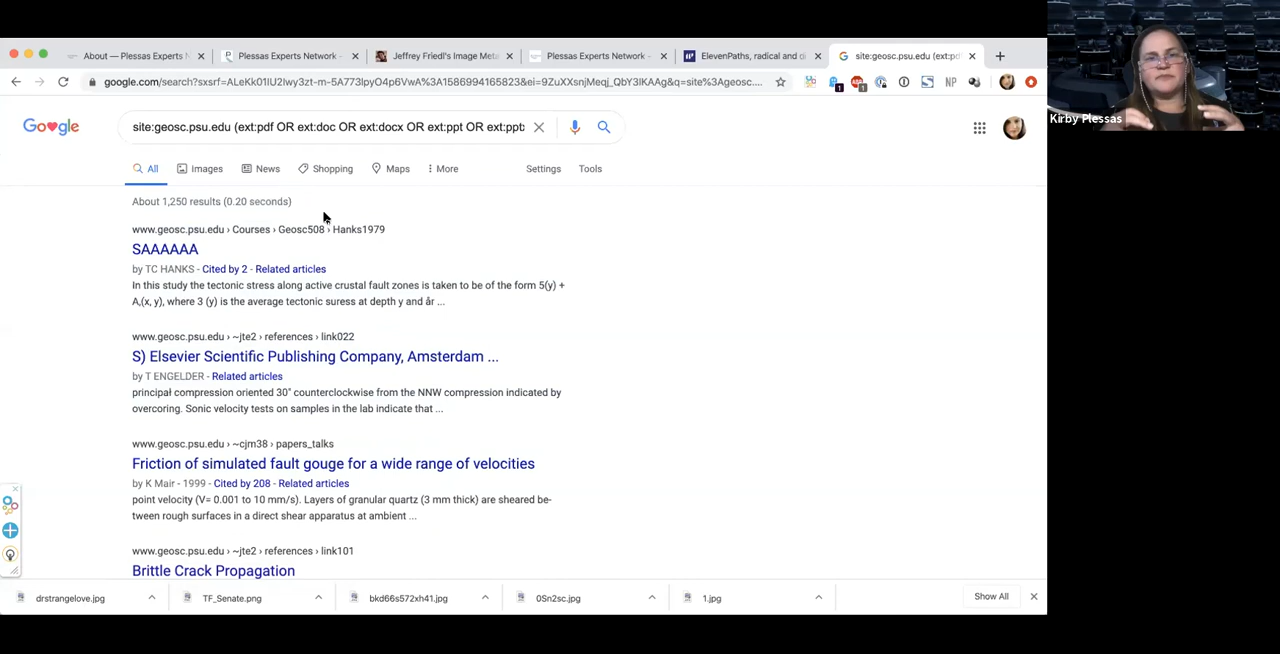 About — Plessas Experts N
Plessas Experts Network -
Jeffrey Friedl's Image Meta
Plessas Experts Network -
ElevenPaths, radical and di
site:geosc.psu.edu (ext:pdf
NP
1
1
Google
site:geosc.psu.edu (ext:pdf OR ext:doc OR ext:docx OR ext:ppt OR ext:ppt
All
Images
News
Shopping
Maps
More
Settings
Tools
About 1,250 results (0.20 seconds)
www.geosc.psu.edu › Courses › Geosc508 › Hanks1979
SAAAAAA
by TC HANKS - Cited by 2 - Related articles
In this study the tectonic stress along active crustal fault zones is taken to be of the form 5(y) +
A,(x, y), where 3 (y) is the average tectonic suress at depth y and år ...
www.geosc.psu.edu › ~jte2 › references › link022
S) Elsevier Scientific Publishing Company, Amsterdam ...
by T ENGELDER - Related articles
principał compression oriented 30" counterclockwise from the NNW compression indicated by
overcoring. Sonic velocity tests on samples in the lab indicate that ...
www.geosc.psu.edu › ~cjm38 › papers_talks
Friction of simulated fault gouge for a wide range of velocities
by K Mair - 1999 - Cited by 208 - Related articles
point velocity (V= 0.001 to 10 mm/s). Layers of granular quartz (3 mm thick) are sheared be-
tween rough surfaces in a direct shear apparatus at ambient ...
www.geosc.psu.edu › ~jte2 › references › link101
Brittle Crack Propagation
drstrangelove.jpg
TF_Senate.png
bkd66s572xh41.jpg
0Sn2sc.jpg
1.jpg
Show All
Kirby Plessas